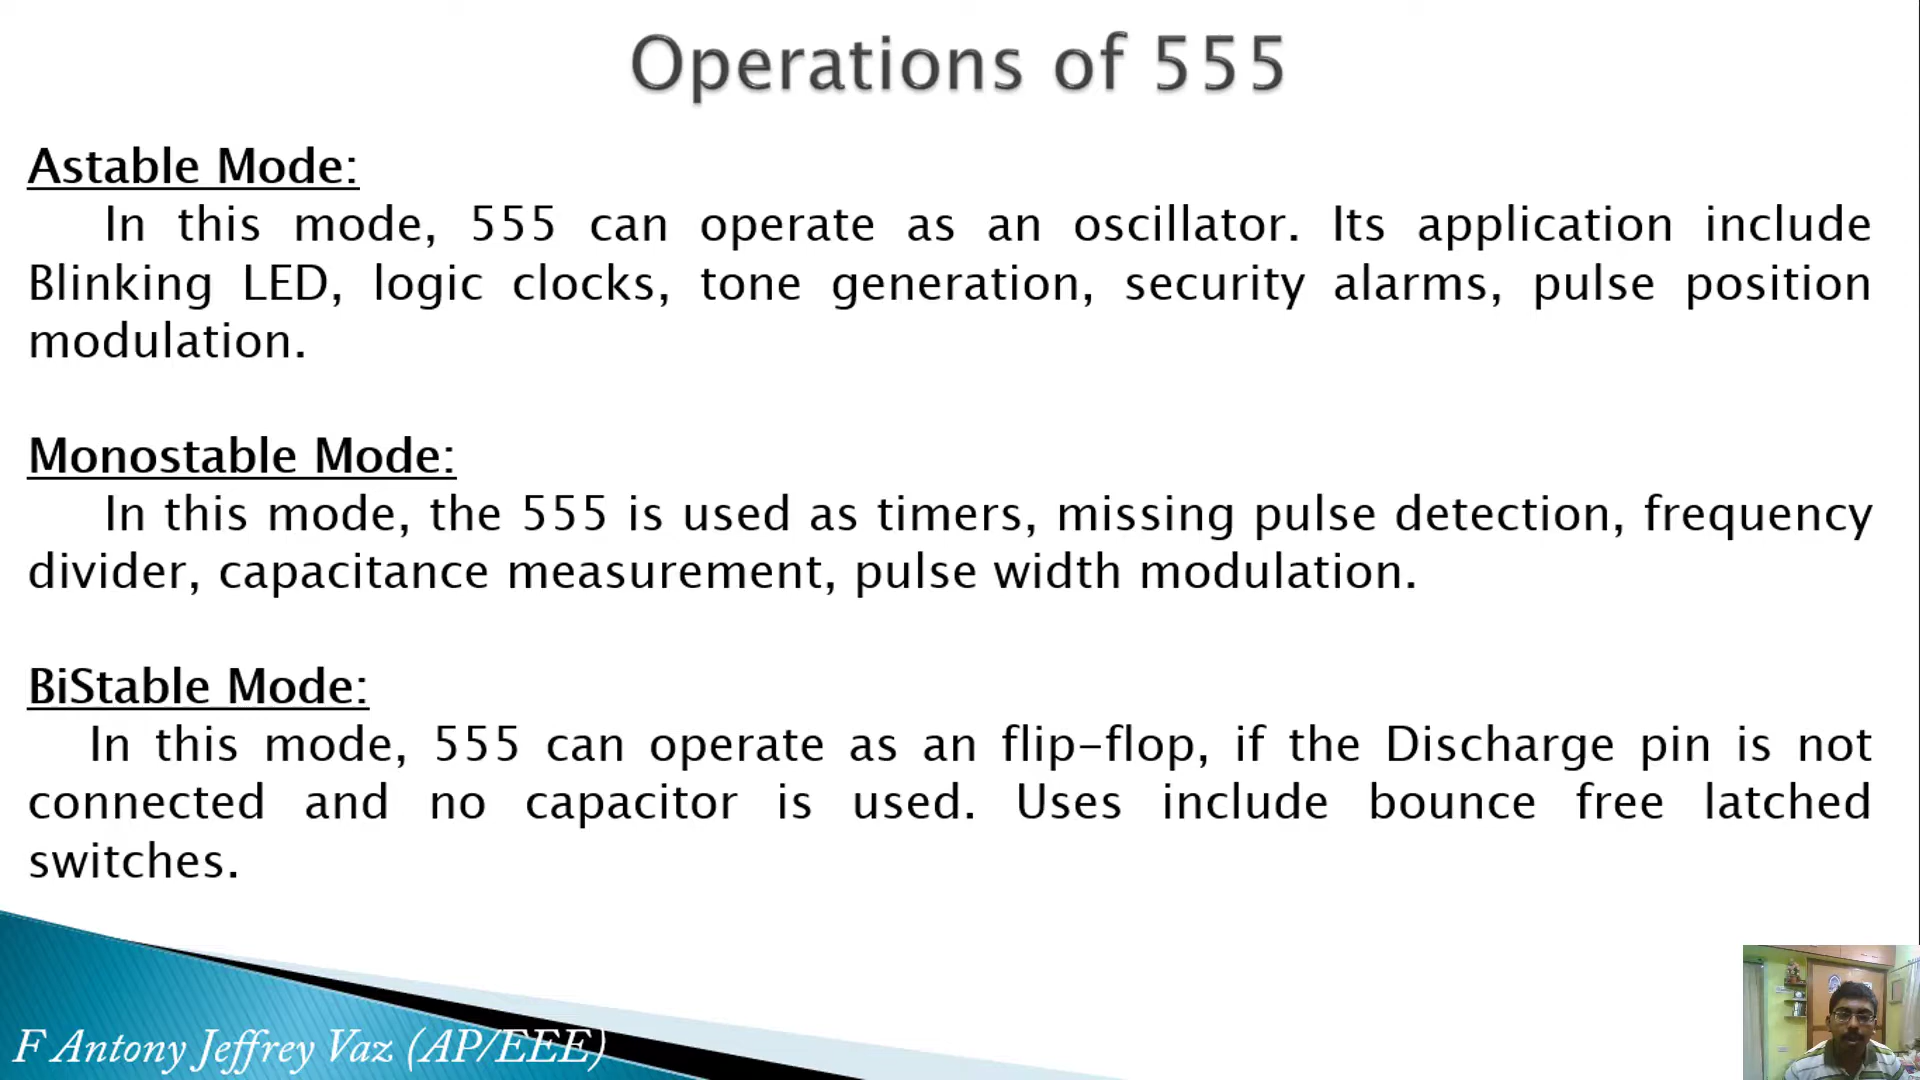 Operations of 555
Astable Mode:
In this mode, 555 can operate as an oscillator. Its application include
Blinking LED, logic clocks, tone generation, security alarms, pulse position
modulation.
Monostable Mode:
In this mode, the 555 is used as timers, missing pulse detection, frequency
divider, capacitance measurement, pulse width modulation.
BiStable Mode:
In this mode, 555 can operate as an flip-flop, if the Discharge pin is not
connected and no capacitor is used. Uses include bounce free latched
switches.
F Antony Jeffrey Vaz (AP/EEE)